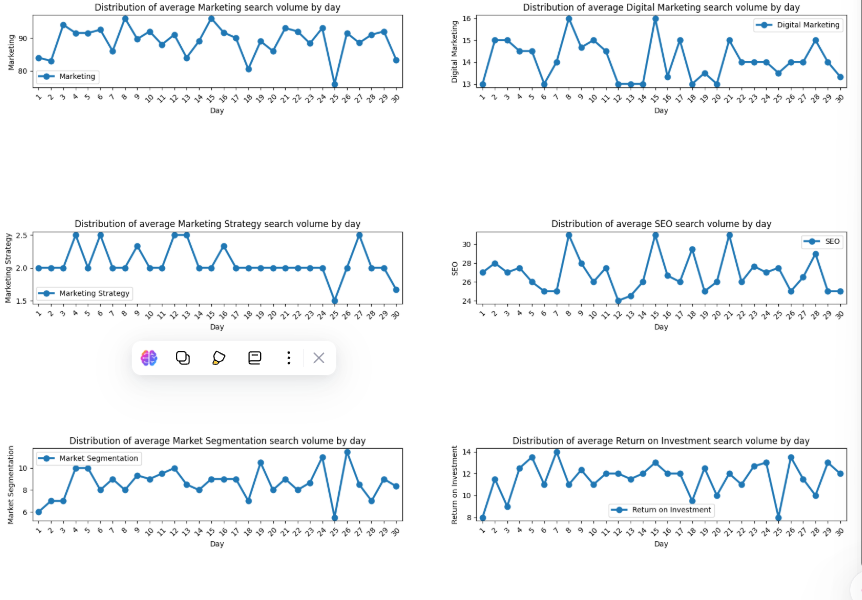 Distribution of average Marketing search volume by day
Marketing
90
80
Marketing
1 2 3 4 5 6 7 8 9 10 11 12 13 14 15 16 17 18 19 20 21 22 23 24 25 26 27 28 29 30
Day
Distribution of average Digital Marketing search volume by day
Digital Marketing
16
15
14
13
Digital Marketing
1 2 3 4 5 6 7 8 9 10 11 12 13 14 15 16 17 18 19 20 21 22 23 24 25 26 27 28 29 30
Day
Distribution of average Marketing Strategy search volume by day
Marketing Strategy
2.5
2.0
1.5
Marketing Strategy
1 2 3 4 5 6 7 8 9 10 11 12 13 14 15 16 17 18 19 20 21 22 23 24 25 26 27 28 29 30
Day
Distribution of average SEO search volume by day
SEO
30
28
26
24
SEO
1 2 3 4 5 6 7 8 9 10 11 12 13 14 15 16 17 18 19 20 21 22 23 24 25 26 27 28 29 30
Day
Distribution of average Market Segmentation search volume by day
Market Segmentation
10
8
6
Market Segmentation
1 2 3 4 5 6 7 8 9 10 11 12 13 14 15 16 17 18 19 20 21 22 23 24 25 26 27 28 29 30
Day
Distribution of average Return on Investment search volume by day
Return on Investment
14
12
10
8
Return on Investment
1 2 3 4 5 6 7 8 9 10 11 12 13 14 15 16 17 18 19 20 21 22 23 24 25 26 27 28 29 30
Day